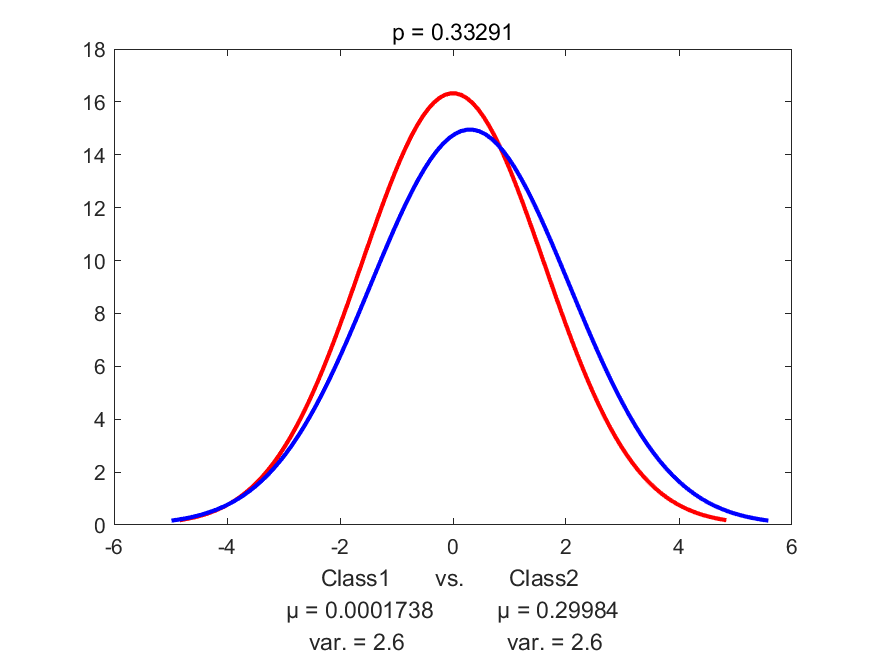 p = 0.33291
18
16
14
12
10
8
6
4
2
0
-6 -4 -2 0 2 4 6
Class1 vs. Class2
μ = 0.0001738 μ = 0.29984
var. = 2.6 var. = 2.6